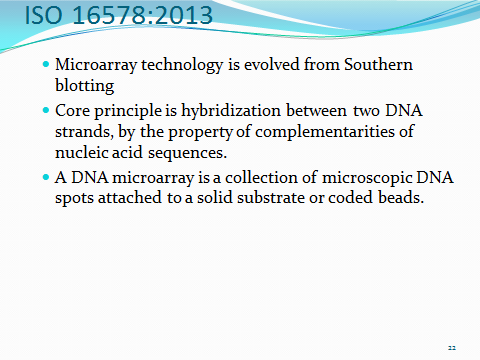 ISO 16578:2013
Microarray technology is evolved from Southern
blotting
Core principle is hybridization between two DNA
strands, by the property of complementarities of
nucleic acid sequences.
A DNA microarray is a collection of microscopic DNA
spots attached to a solid substrate or coded beads.
22